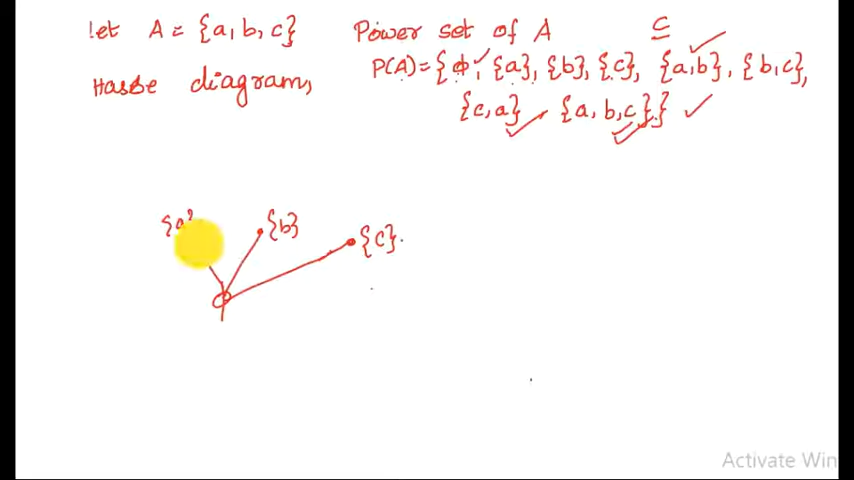 let A = {a, b, c} Power set of A ⊆
Hasse diagram, P(A) = {ϕ, {a}, {b}, {c}, {a,b}, {b,c},
{c,a} {a, b, c}}
{a} {b} {c}.
ϕ
Activate Win